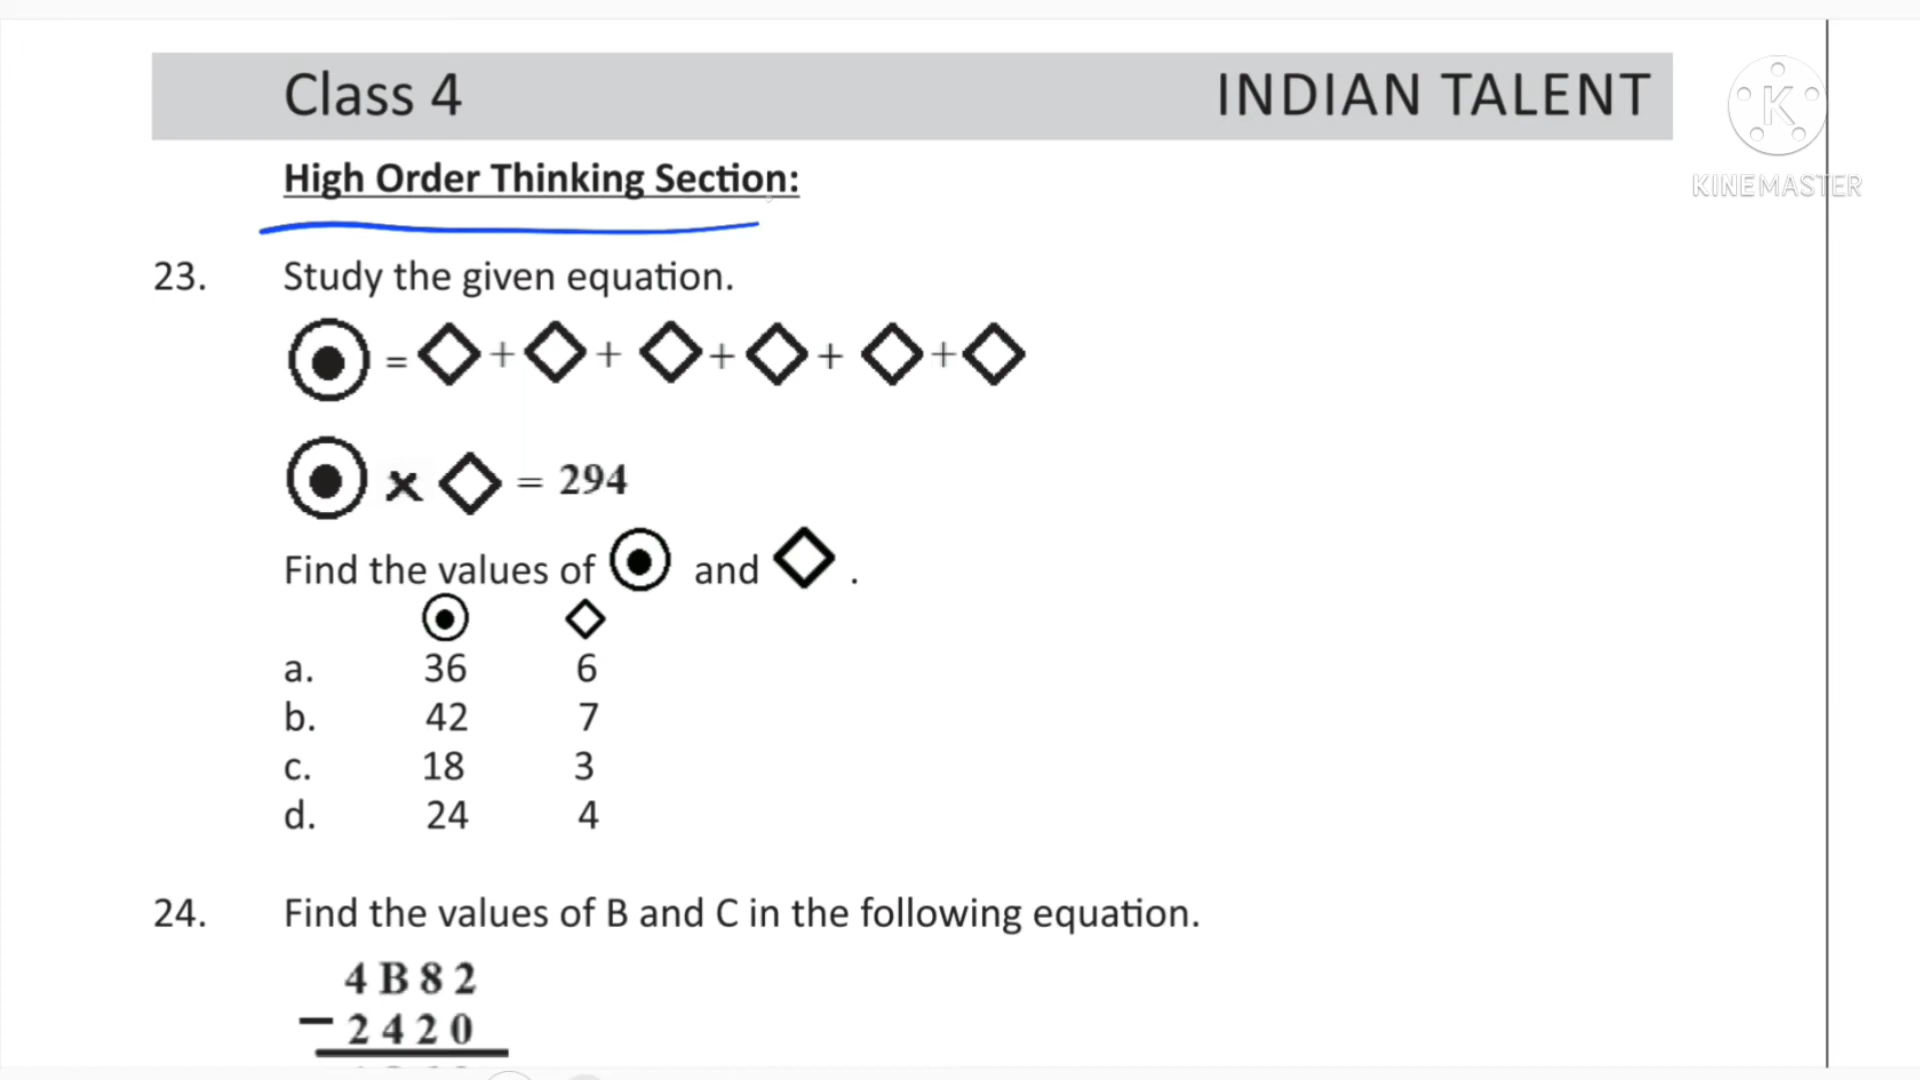 Class 4 INDIAN TALENT
K
KINEMASTER
High Order Thinking Section:
23. Study the given equation.
= + + + + +
× = 294
Find the values of and .
a. 36 6
b. 42 7
c. 18 3
d. 24 4
24. Find the values of B and C in the following equation.
4 B 8 2
– 2 4 2 0